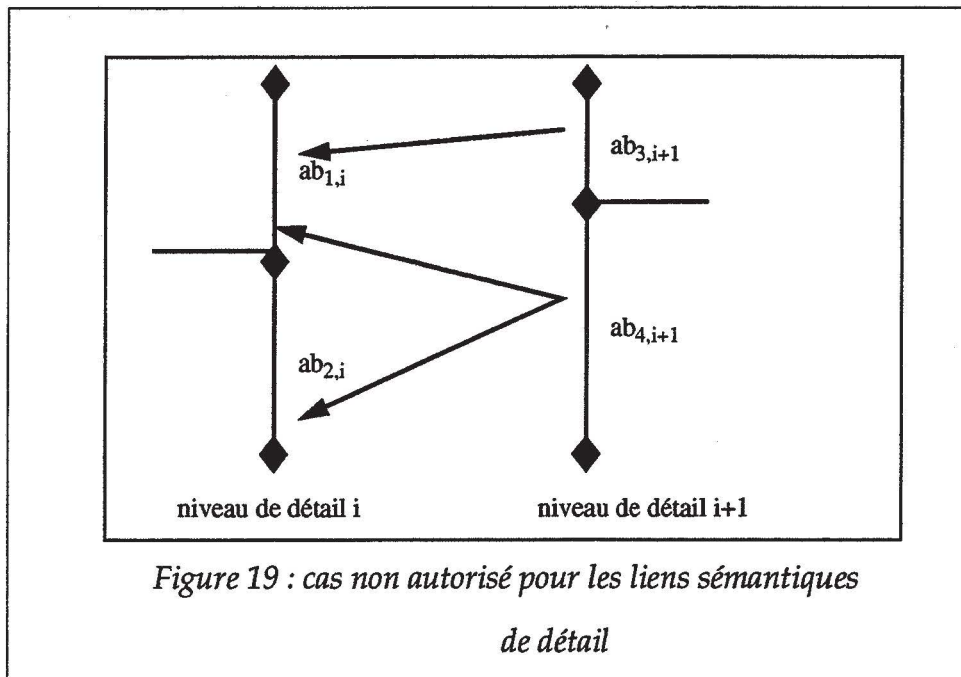 ab3,i+1
ab1,i
ab4,i+1
ab2,i
niveau de détail i
niveau de détail i+1
Figure 19 : cas non autorisé pour les liens sémantiques
de détail